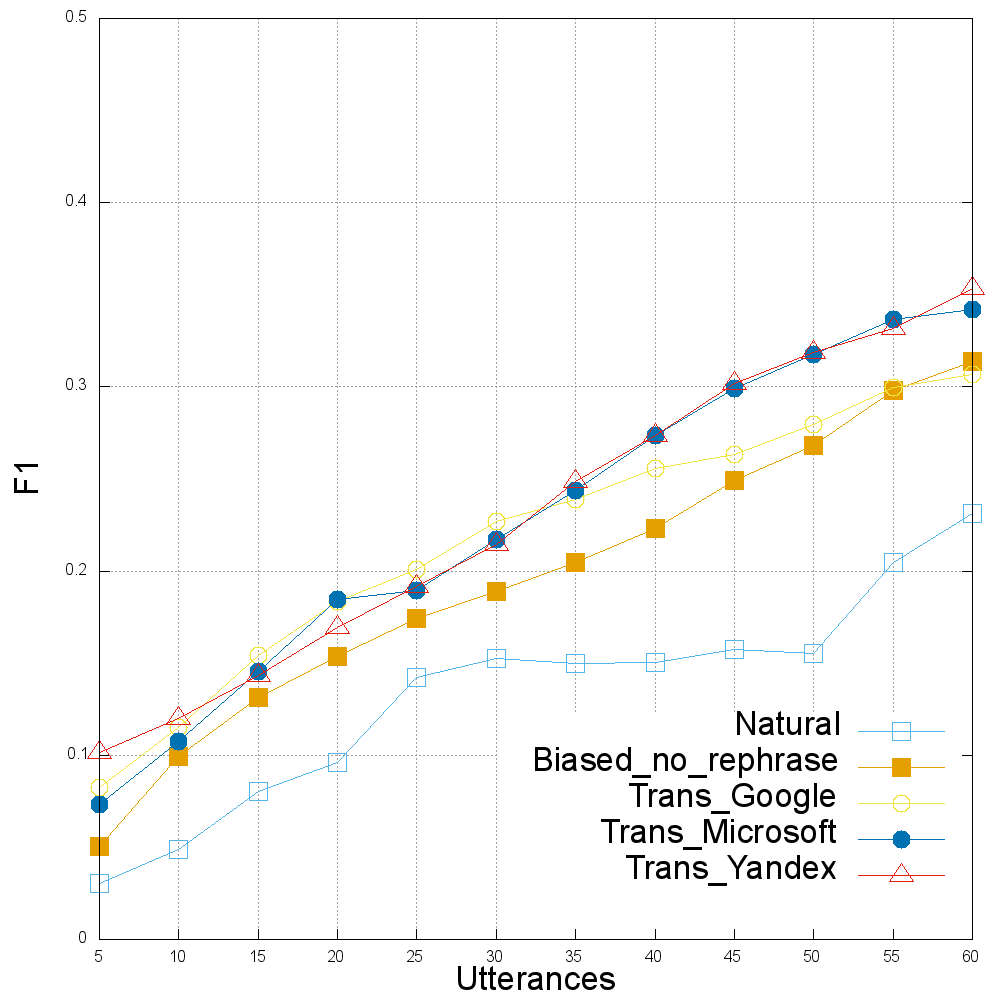 0.5
0.4
0.3
0.2
0.1
0
F1
Natural
Biased_no_rephrase
Trans_Google
Trans_Microsoft
Trans_Yandex
5 10 15 20 25 30 35 40 45 50 55 60
Utterances